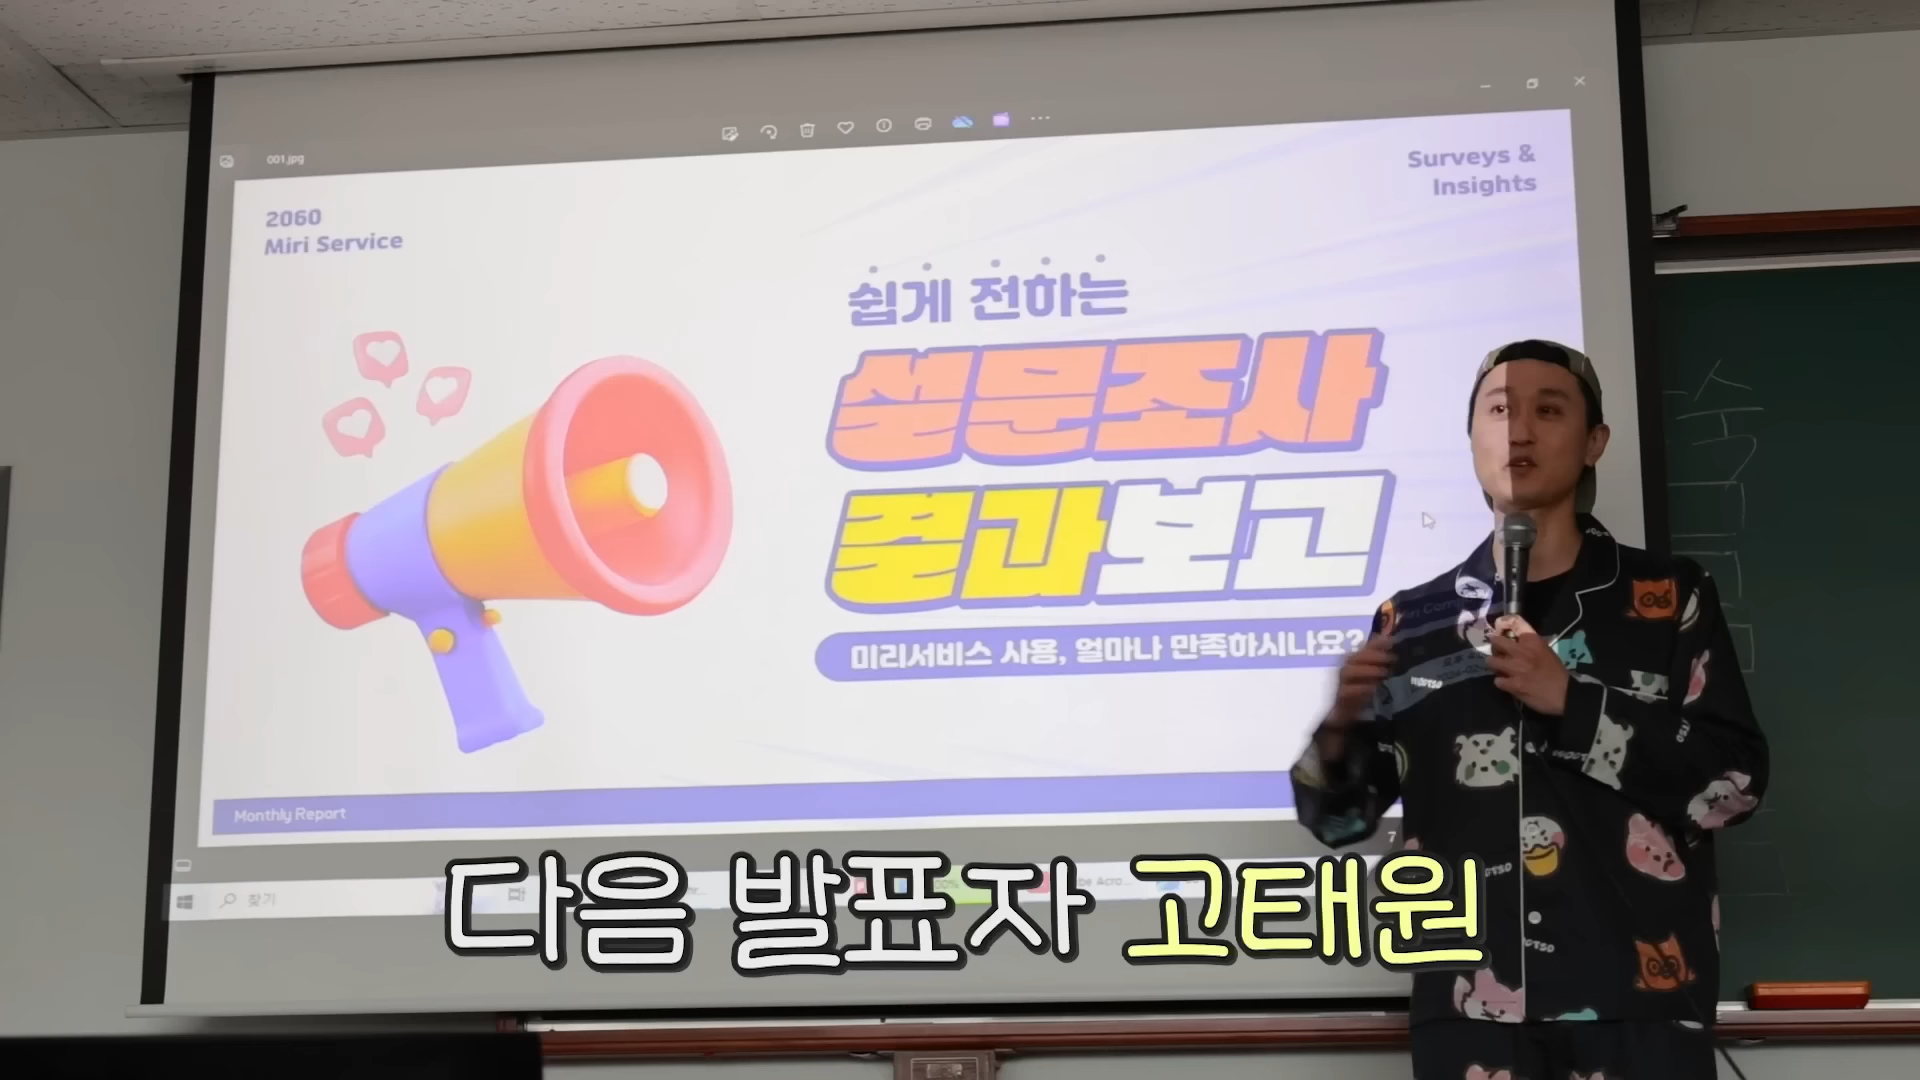 001.jpg
2060
Miri Service
Surveys &
Insights
쉽게 전하는
설문조사
결과보고
미리서비스 사용, 얼마나 만족하시나요?
Monthly Report
찾기
다음 발표자 고태원